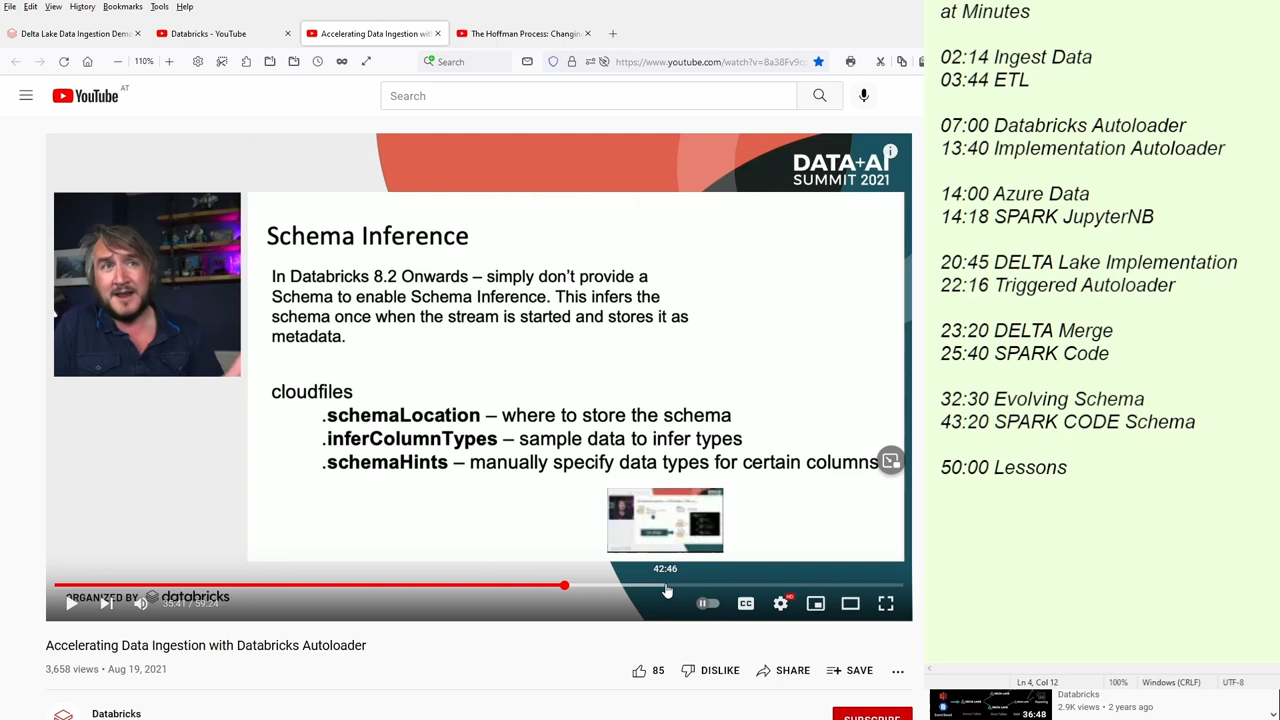 File Edit View History Bookmarks Tools Help
Delta Lake Data Ingestion Demo
Databricks - YouTube
Accelerating Data Ingestion with
The Hoffman Process: Changin
110%
Search
https://www.youtube.com/watch?v=8a38Fv9cp
YouTube AT
Search
DATA+AI
SUMMIT 2021
Schema Inference
In Databricks 8.2 Onwards – simply don't provide a
Schema to enable Schema Inference. This infers the
schema once when the stream is started and stores it as
metadata.
cloudfiles
.schemaLocation – where to store the schema
.inferColumnTypes – sample data to infer types
.schemaHints – manually specify data types for certain columns
42:46
ORGANIZED BY databricks
35:41 / 59:24
CC
HD
Accelerating Data Ingestion with Databricks Autoloader
3,658 views • Aug 19, 2021
85 DISLIKE SHARE SAVE
Databricks
SUBSCRIBE
at Minutes
02:14 Ingest Data
03:44 ETL
07:00 Databricks Autoloader
13:40 Implementation Autoloader
14:00 Azure Data
14:18 SPARK JupyterNB
20:45 DELTA Lake Implementation
22:16 Triggered Autoloader
23:20 DELTA Merge
25:40 SPARK Code
32:30 Evolving Schema
43:20 SPARK CODE Schema
50:00 Lessons
Ln 4, Col 12 100% Windows (CRLF) UTF-8
36:48
Databricks
2.9K views • 2 years ago